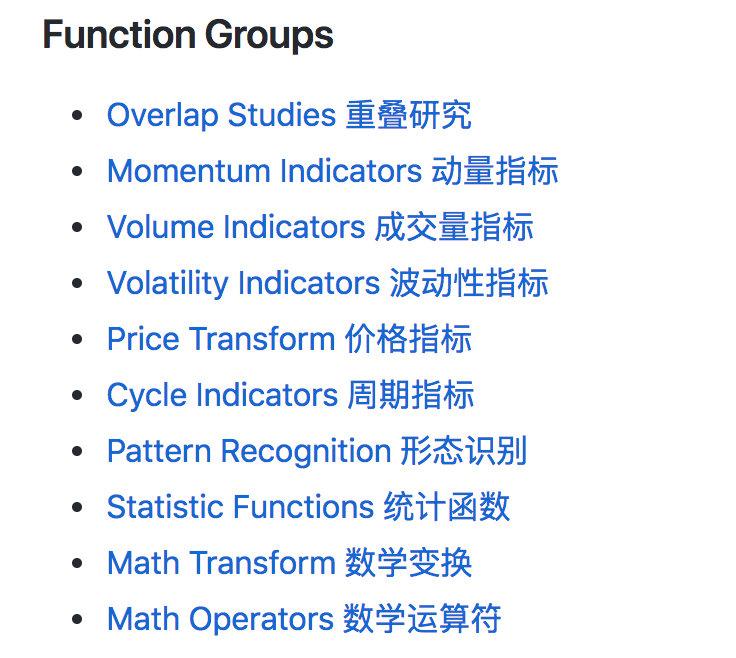 Function Groups
Overlap Studies 重叠研究
Momentum Indicators 动量指标
Volume Indicators 成交量指标
Volatility Indicators 波动性指标
Price Transform 价格指标
Cycle Indicators 周期指标
Pattern Recognition 形态识别
Statistic Functions 统计函数
Math Transform 数学变换
Math Operators 数学运算符